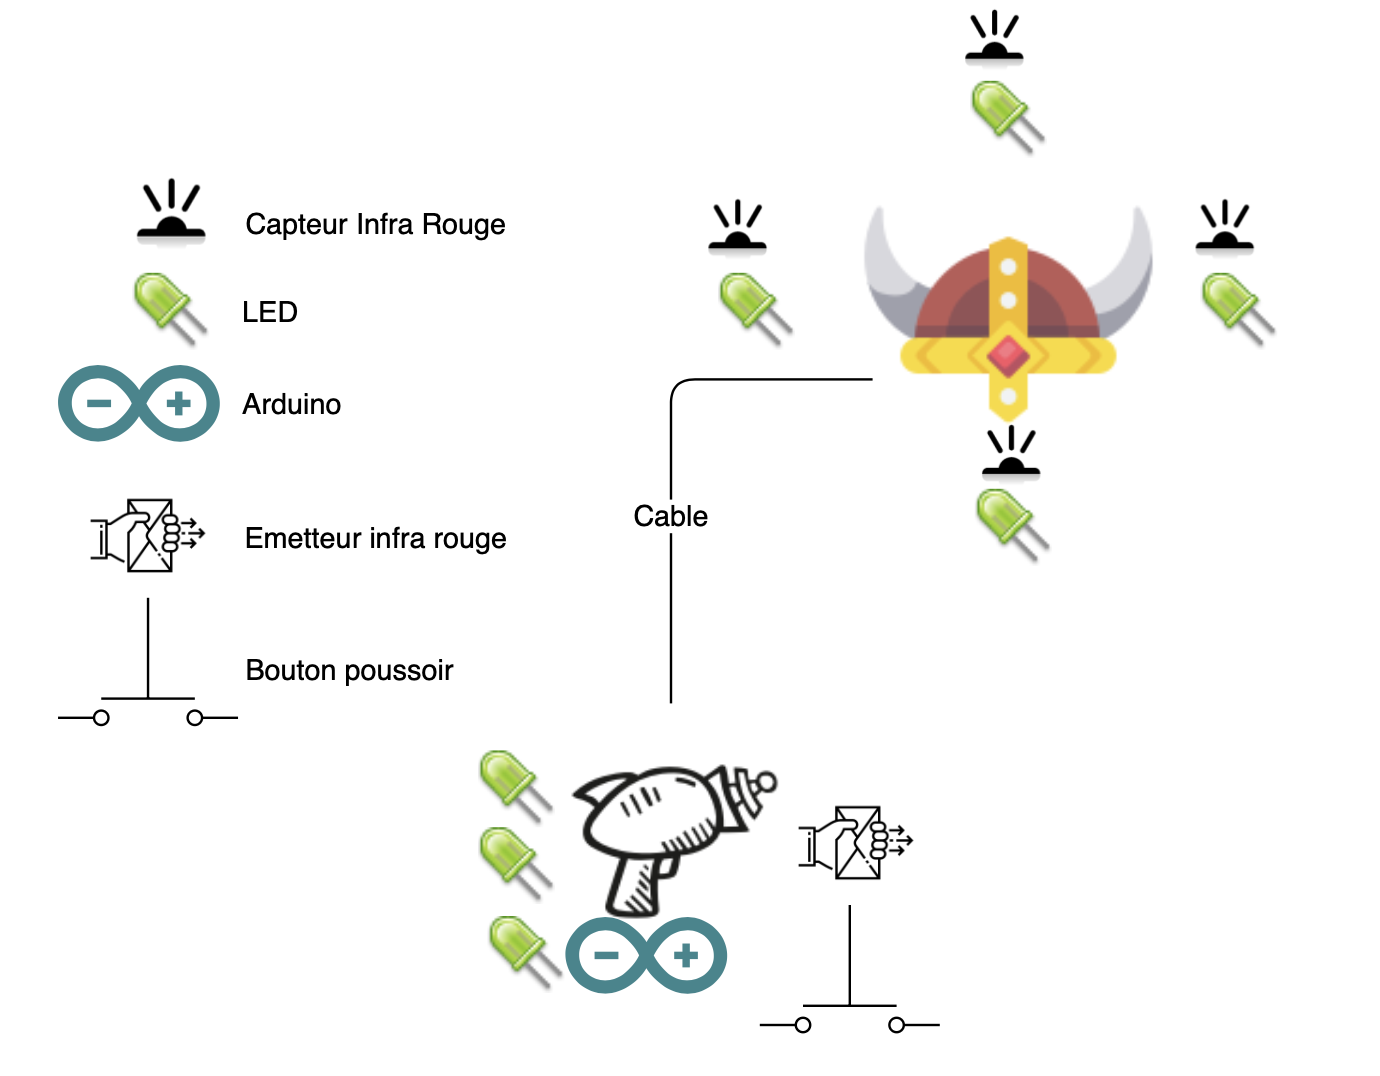 Capteur Infra Rouge
LED
Arduino
Emetteur infra rouge
Bouton poussoir
Cable